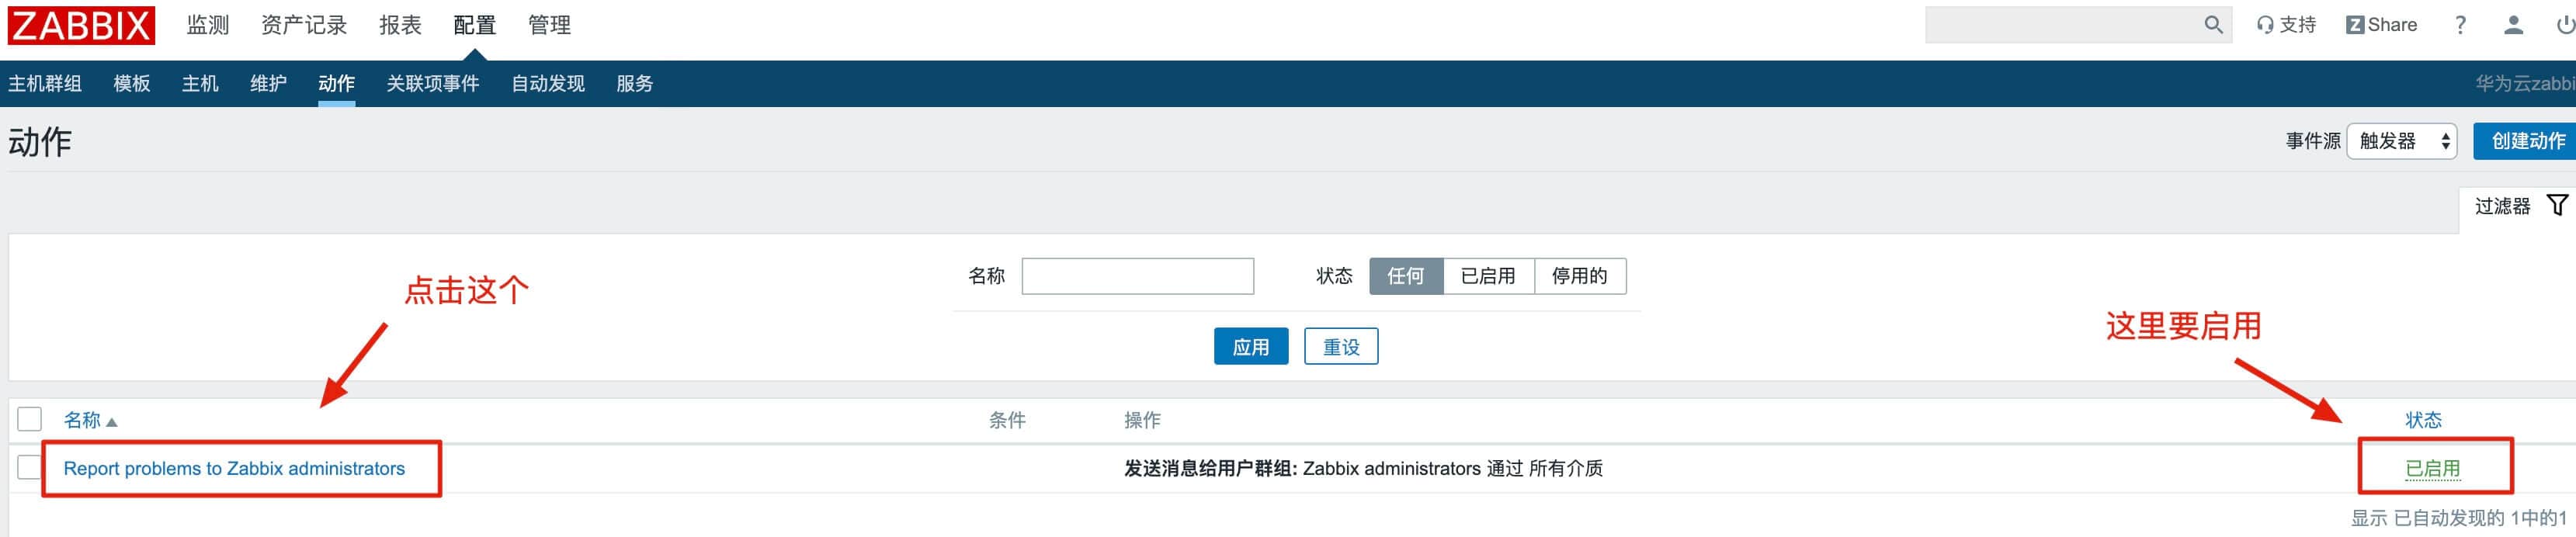 ZABBIX 监测 资产记录 报表 配置 管理 支持 Z Share ?
主机群组 模板 主机 维护 动作 关联项事件 自动发现 服务 华为云zabbi
动作 事件源 触发器 创建动作
过滤器
名称 状态 任何 已启用 停用的
点击这个
这里要启用
应用 重设
名称 条件 操作 状态
Report problems to Zabbix administrators 发送消息给用户群组: Zabbix administrators 通过 所有介质 已启用
显示 已自动发现的 1中的1